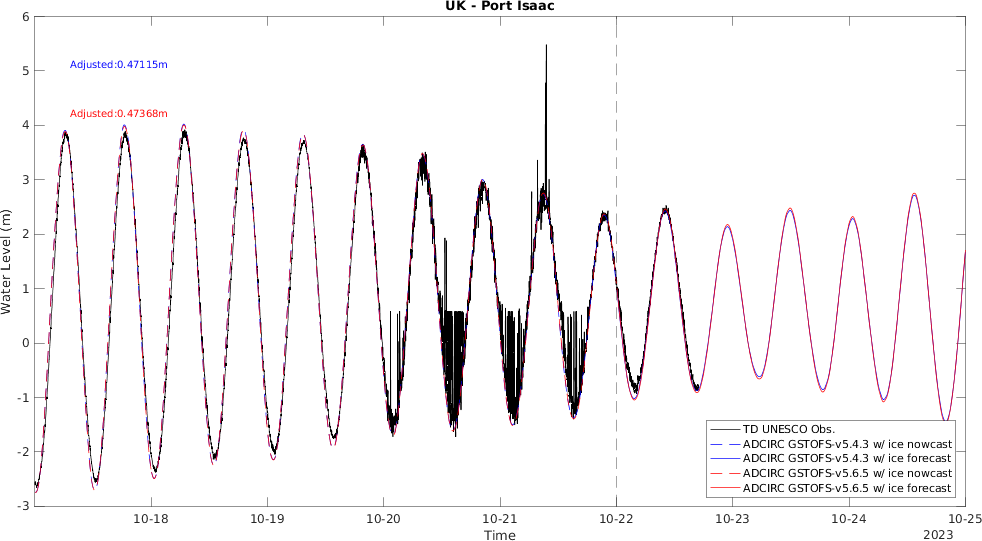 UK - Port Isaac
Adjusted:0.47115m
Adjusted:0.47368m
Water Level (m)
6
5
4
3
2
1
0
-1
-2
-3
10-18
10-19
10-20
10-21
10-22
10-23
10-24
10-25
Time
2023
TD UNESCO Obs.
ADCIRC GSTOFS-v5.4.3 w/ ice nowcast
ADCIRC GSTOFS-v5.4.3 w/ ice forecast
ADCIRC GSTOFS-v5.6.5 w/ ice nowcast
ADCIRC GSTOFS-v5.6.5 w/ ice forecast